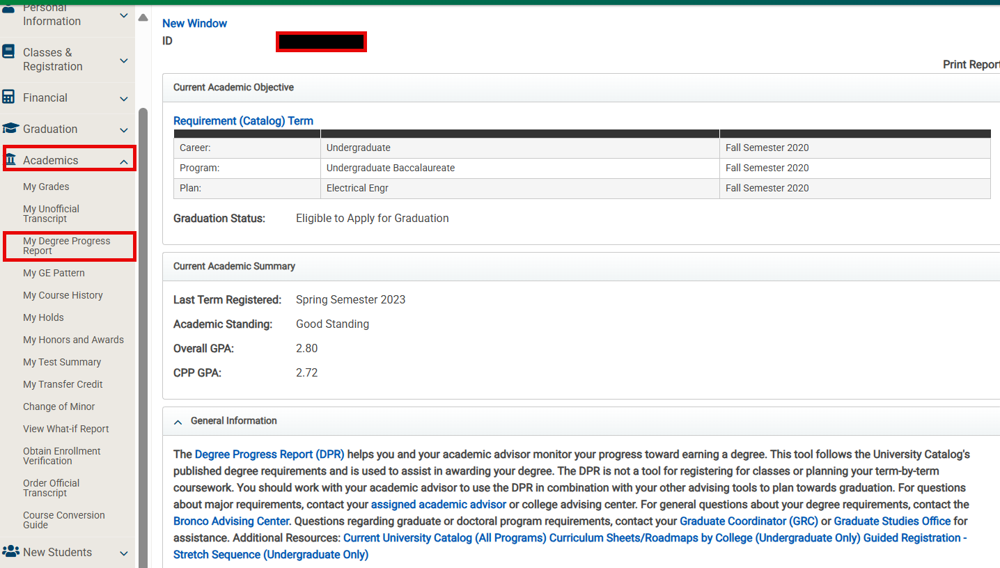 Personal
Information
Classes &
Registration
Financial
Graduation
Academics
My Grades
My Unofficial
Transcript
My Degree Progress
Report
My GE Pattern
My Course History
My Holds
My Honors and Awards
My Test Summary
My Transfer Credit
Change of Minor
View What-if Report
Obtain Enrollment
Verification
Order Official
Transcript
Course Conversion
Guide
New Students
New Window
ID
Print Report
Current Academic Objective
Requirement (Catalog) Term
Career: Undergraduate Fall Semester 2020
Program: Undergraduate Baccalaureate Fall Semester 2020
Plan: Electrical Engr Fall Semester 2020
Graduation Status: Eligible to Apply for Graduation
Current Academic Summary
Last Term Registered: Spring Semester 2023
Academic Standing: Good Standing
Overall GPA: 2.80
CPP GPA: 2.72
General Information
The Degree Progress Report (DPR) helps you and your academic advisor monitor your progress toward earning a degree. This tool follows the University Catalog's
published degree requirements and is used to assist in awarding your degree. The DPR is not a tool for registering for classes or planning your term-by-term
coursework. You should work with your academic advisor to use the DPR in combination with your other advising tools to plan towards graduation. For questions
about major requirements, contact your assigned academic advisor or college advising center. For general questions about your degree requirements, contact the
Bronco Advising Center. Questions regarding graduate or doctoral program requirements, contact your Graduate Coordinator (GRC) or Graduate Studies Office for
assistance. Additional Resources: Current University Catalog (All Programs) Curriculum Sheets/Roadmaps by College (Undergraduate Only) Guided Registration -
Stretch Sequence (Undergraduate Only)